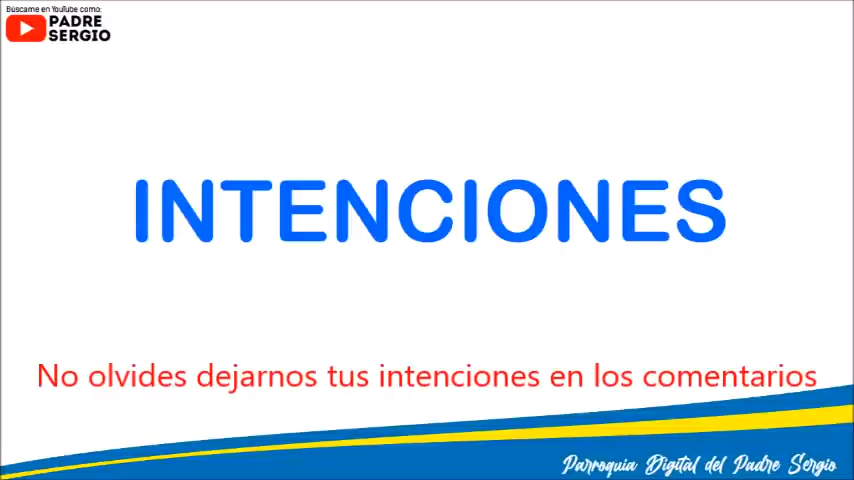 Búscame en YouTube como:
PADRE
SERGIO
INTENCIONES
No olvides dejarnos tus intenciones en los comentarios
Parroquia Digital del Padre Sergio